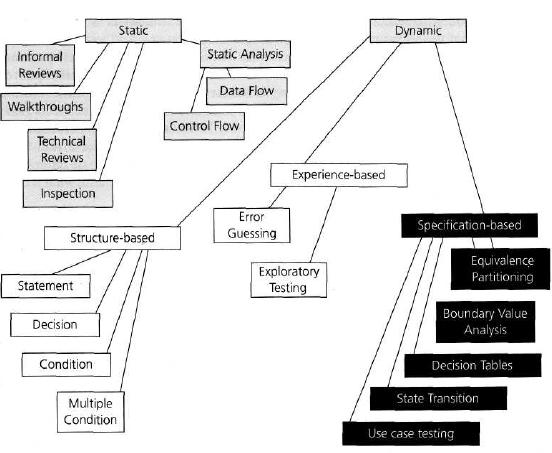 Static
Dynamic
Informal
Reviews
Static Analysis
Walkthroughs
Data Flow
Control Flow
Technical
Reviews
Experience-based
Inspection
Error
Guessing
Structure-based
Specification-based
Equivalence
Partitioning
Exploratory
Testing
Statement
Boundary Value
Analysis
Decision
Condition
Decision Tables
Multiple
Condition
State Transition
Use case testing